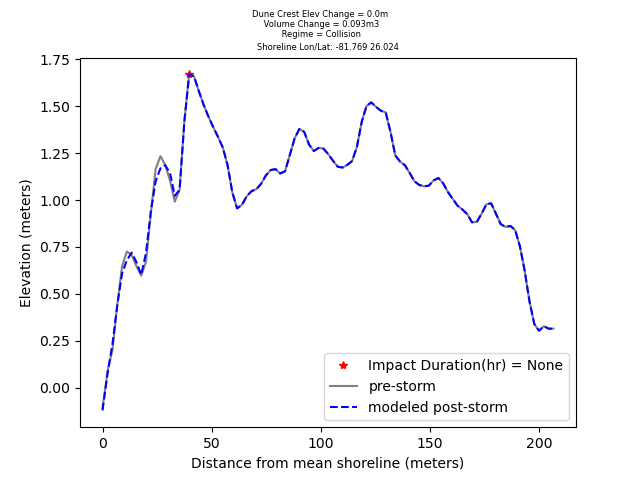 Dune Crest Elev Change = 0.0m
Volume Change = 0.093m3
Regime = Collision
Shoreline Lon/Lat: -81.769 26.024
1.75
1.50
1.25
1.00
0.75
0.50
0.25
0.00
Elevation (meters)
Impact Duration(hr) = None
pre-storm
modeled post-storm
0 50 100 150 200
Distance from mean shoreline (meters)